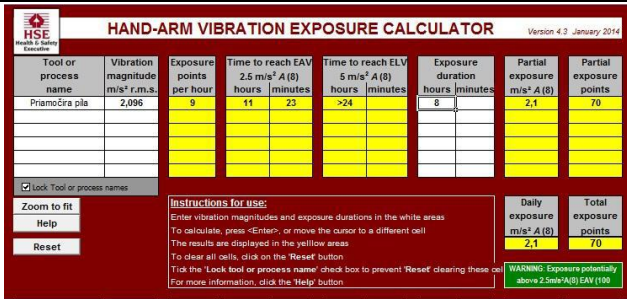 HSE
Health & Safety
Executive
HAND-ARM VIBRATION EXPOSURE CALCULATOR
Version 4.3 January 2014
Tool or process name
Vibration magnitude m/s² r.m.s.
Exposure points per hour
Time to reach EAV 2.5 m/s² A(8) hours minutes
Time to reach ELV 5 m/s² A(8) hours minutes
Exposure duration hours minutes
Partial exposure m/s² A(8)
Partial exposure points
Priamočira píla 2,096 9 11 23 >24 8 2,1 70
Lock Tool or process names
Zoom to fit
Help
Reset
Instructions for use:
Enter vibration magnitudes and exposure durations in the white areas
To calculate, press <Enter>, or move the cursor to a different cell
The results are displayed in the yelllow areas
To clear all cells, click on the 'Reset' button
Tick the 'Lock tool or process name' check box to prevent 'Reset' clearing these cel
For more information, click the 'Help' button
Daily exposure m/s² A(8)
2,1
Total exposure points
70
WARNING: Exposure potentially
above 2.5m/s²A(8) EAV (100